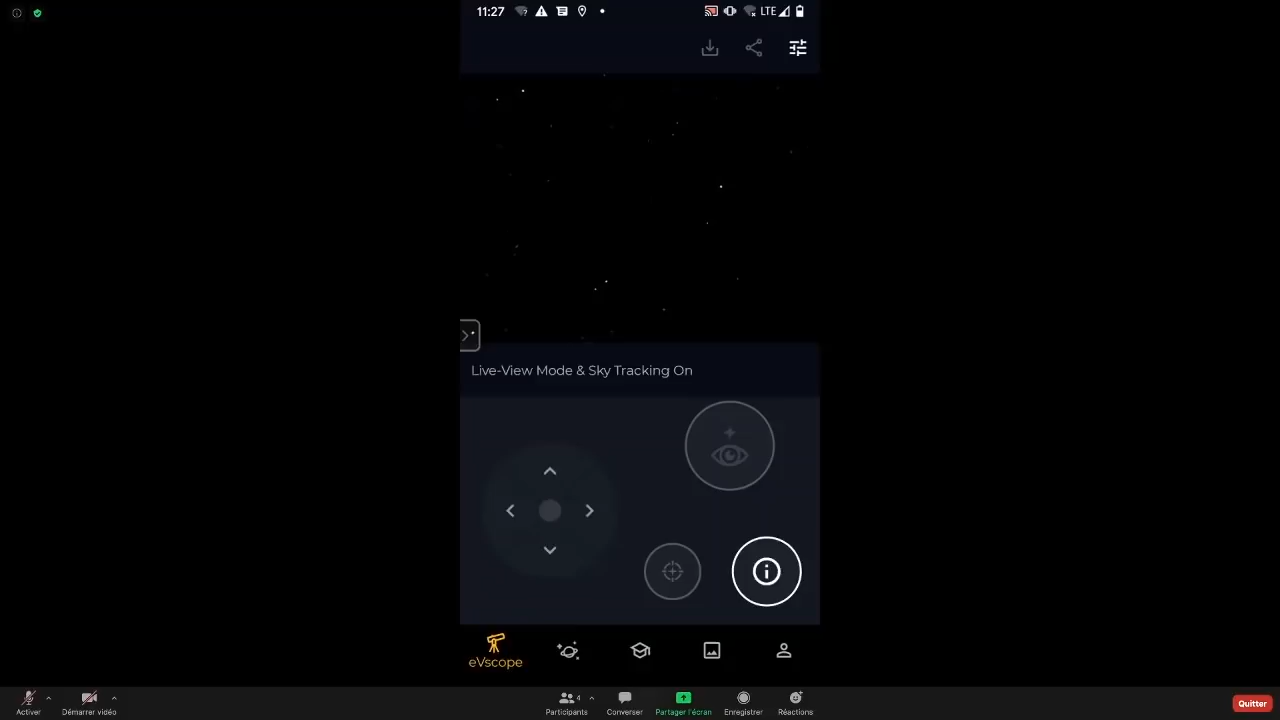 11:27
LTE
Live-View Mode & Sky Tracking On
eVscope
Activer
Démarrer vidéo
4
Participants
Converser
Partager l'écran
Enregistrer
Réactions
Quitter